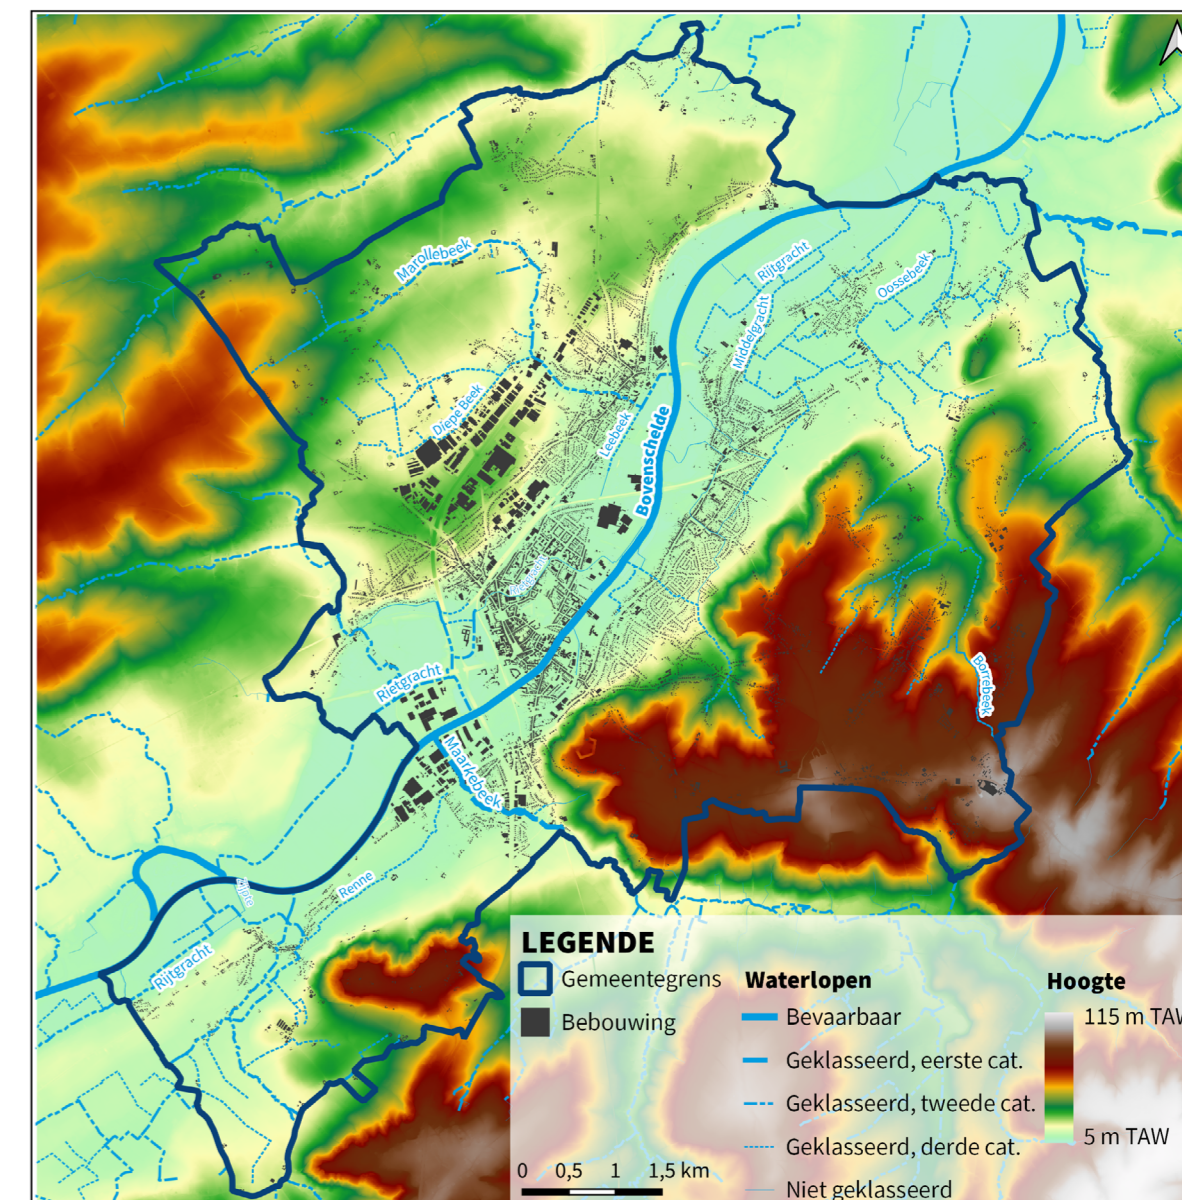 Marollebeek
Rijtgracht
Oossebeek
Middelgracht
Diepe Beek
Leebeek
Bovenschelde
Rietgracht
Borrebeek
Maarkebeek
Renne
Rijtgracht
LEGENDE
Gemeentegrens
Bebouwing
Waterlopen
Bevaarbaar
Geklasseerd, eerste cat.
Geklasseerd, tweede cat.
Geklasseerd, derde cat.
Niet geklasseerd
Hoogte
115 m TAW
5 m TAW
0 0,5 1 1,5 km